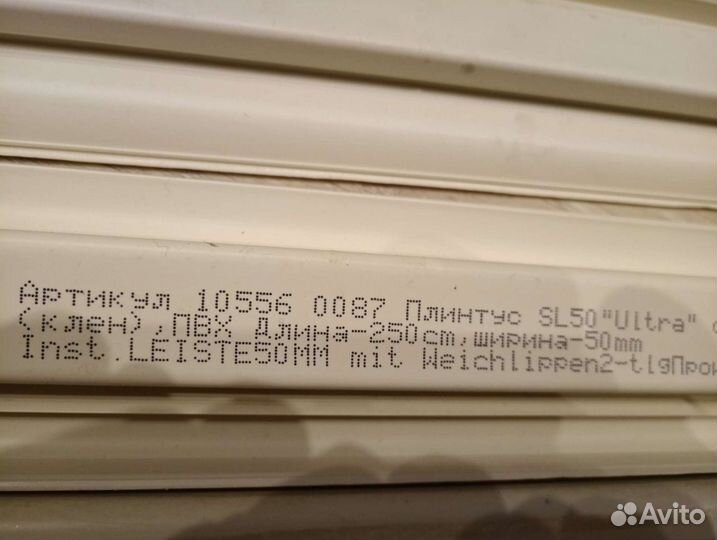 Артикул 10556 0087 Плинтус SL50"Ultra"
(клен),ПВХ Длина-250cm,ширина-50mm
Inst.LEISTE50MM mit Weichlippen2-tlg
Avito